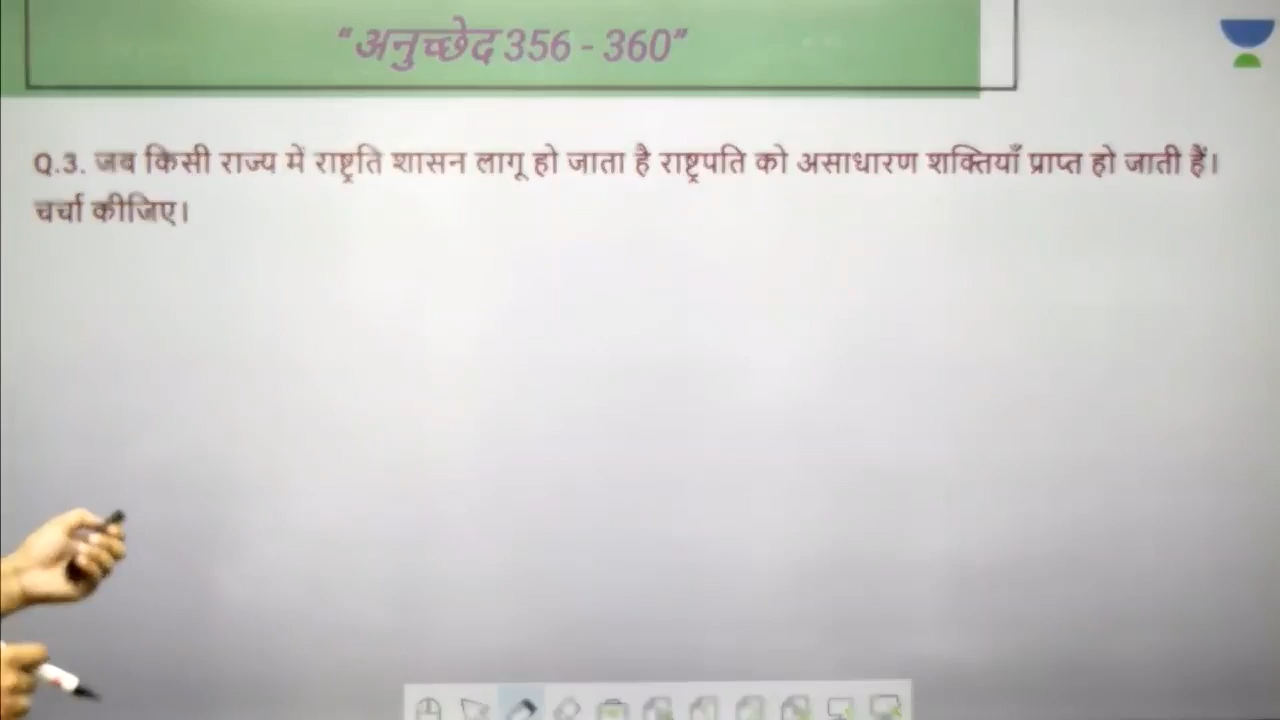 “अनुच्छेद 356 - 360”
Q.3. जब किसी राज्य में राष्ट्रति शासन लागू हो जाता है राष्ट्रपति को असाधारण शक्तियाँ प्राप्त हो जाती हैं।
चर्चा कीजिए।